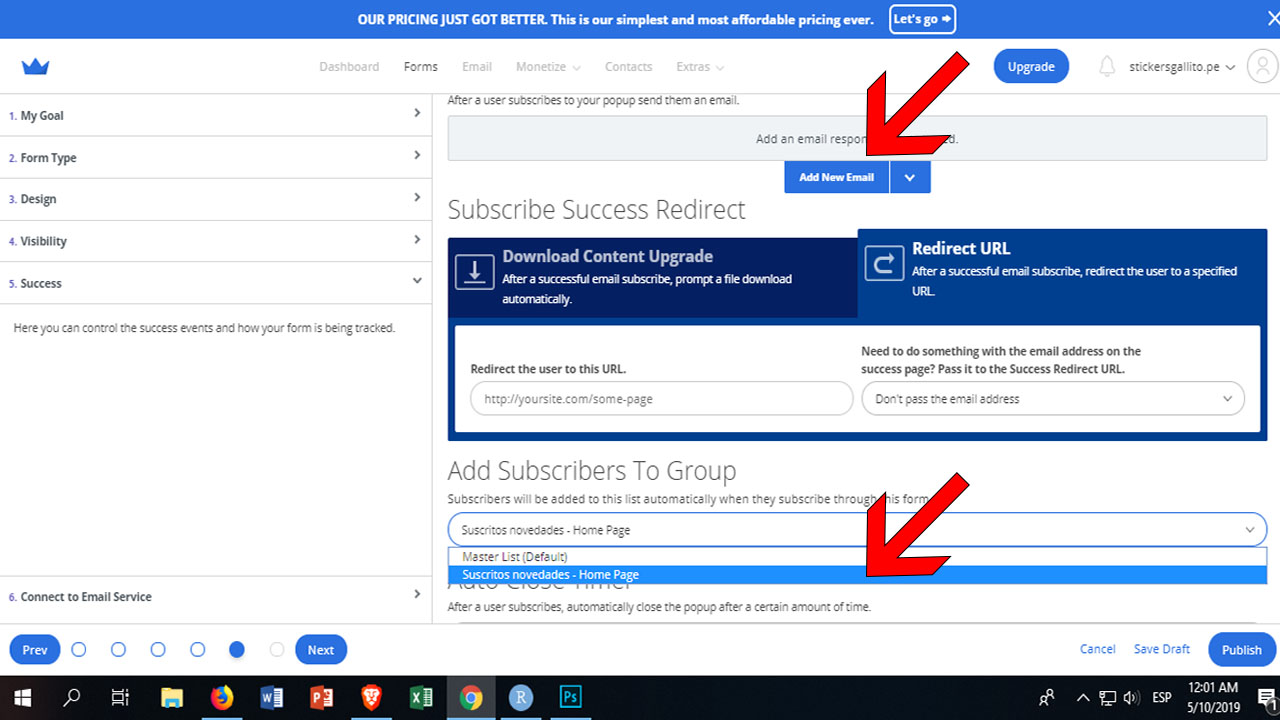 OUR PRICING JUST GOT BETTER. This is our simplest and most affordable pricing ever.
Let's go
Dashboard
Forms
Email
Monetize
Contacts
Extras
Upgrade
stickersgallito.pe
1. My Goal
2. Form Type
3. Design
4. Visibility
5. Success
Here you can control the success events and how your form is being tracked.
6. Connect to Email Service
After a user subscribes to your popup send them an email.
Add an email
Add New Email
Subscribe Success Redirect
Download Content Upgrade
After a successful email subscribe, prompt a file download
automatically.
Redirect URL
After a successful email subscribe, redirect the user to a specified
URL.
Redirect the user to this URL.
http://yoursite.com/some-page
Need to do something with the email address on the
success page? Pass it to the Success Redirect URL.
Don't pass the email address
Add Subscribers To Group
Subscribers will be added to this list automatically when they subscribe through this form
Suscritos novedades - Home Page
Master List (Default)
Suscritos novedades - Home Page
Auto Close Timer
After a user subscribes, automatically close the popup after a certain amount of time.
Prev
Next
Cancel
Save Draft
Publish
ESP
12:01 AM
5/10/2019
1